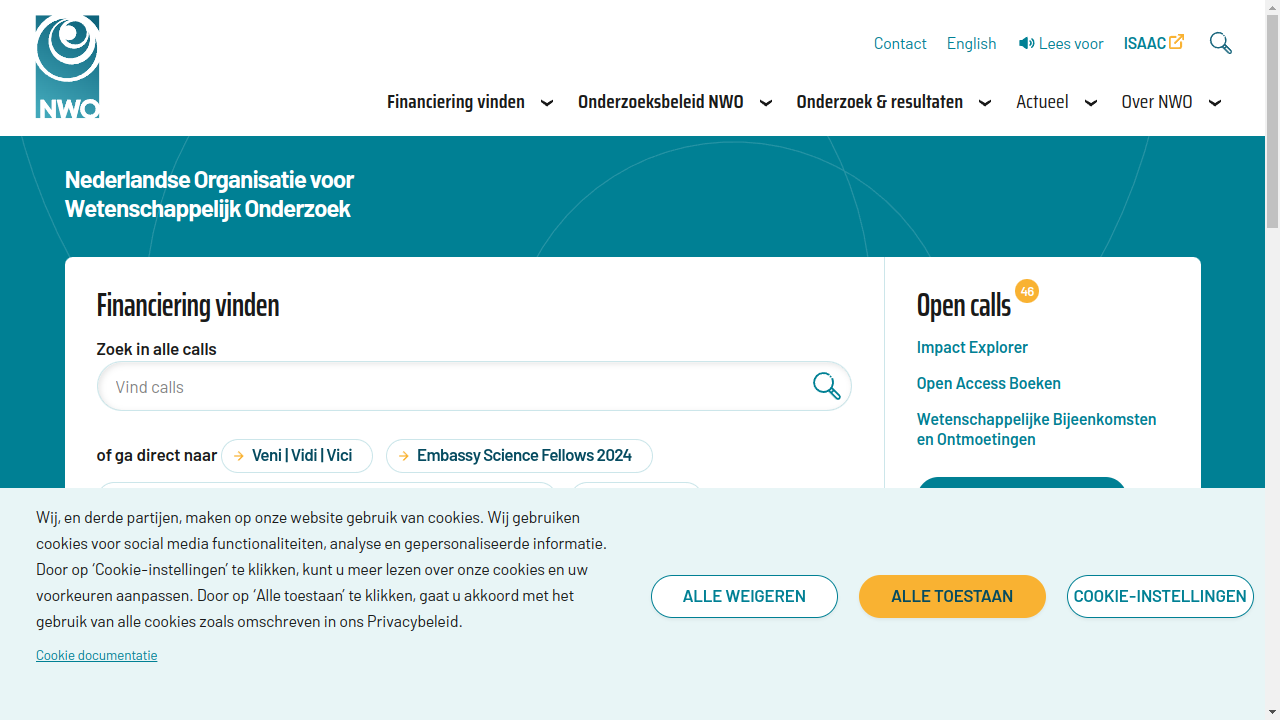 NWO
Contact English Lees voor ISAAC
Financiering vinden Onderzoeksbeleid NWO Onderzoek & resultaten Actueel Over NWO
Nederlandse Organisatie voor
Wetenschappelijk Onderzoek
Financiering vinden
Zoek in alle calls
Vind calls
of ga direct naar Veni | Vidi | Vici Embassy Science Fellows 2024
Open calls 46
Impact Explorer
Open Access Boeken
Wetenschappelijke Bijeenkomsten
en Ontmoetingen
Wij, en derde partijen, maken op onze website gebruik van cookies. Wij gebruiken
cookies voor social media functionaliteiten, analyse en gepersonaliseerde informatie.
Door op ‘Cookie-instellingen’ te klikken, kunt u meer lezen over onze cookies en uw
voorkeuren aanpassen. Door op ‘Alle toestaan’ te klikken, gaat u akkoord met het
gebruik van alle cookies zoals omschreven in ons Privacybeleid.
Cookie documentatie
ALLE WEIGEREN ALLE TOESTAAN COOKIE-INSTELLINGEN